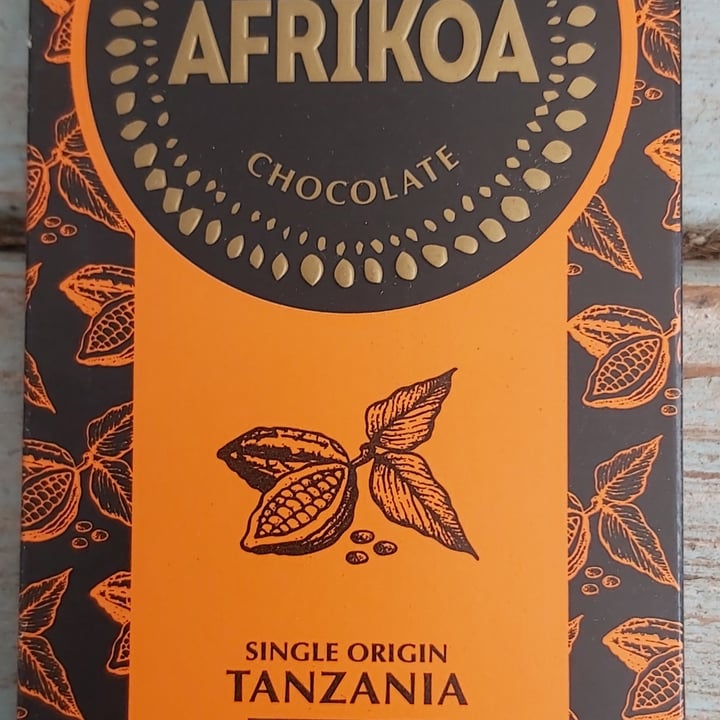 AFRIKOA
CHOCOLATE
SINGLE ORIGIN
TANZANIA